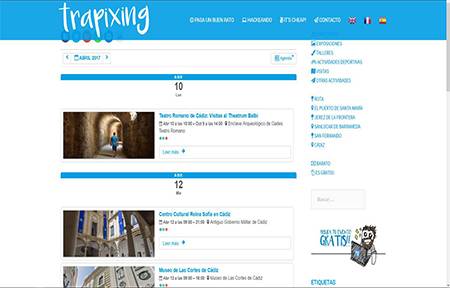 trapixing
PASA UN BUEN RATO
HACKEANDO
IT'S CHEAP!
CONTACTO
ABRIL 2017
Agenda
ABR
10
Lun
Teatro Romano de Cádiz: Visitas al Theatrum Balbi
Abr 10 a las 10:00 – Oct 9 a las 14:00 Enclave Arqueológico de Cádiz:
Teatro Romano
Leer más
ABR
12
Mie
Centro Cultural Reina Sofía en Cádiz
Abr 12 a las 09:00 – 21:00 Antiguo Gobierno Militar de Cádiz
Leer más
Museo de Las Cortes de Cádiz
Abr 12 a las 09:00 – 18:00 Museo de Las Cortes de Cádiz
EXPOSICIONES
TALLERES
ACTIVIDADES DEPORTIVAS
VISITAS
OTRAS ACTIVIDADES
ROTA
EL PUERTO DE SANTA MARÍA
JEREZ DE LA FRONTERA
SANLÚCAR DE BARRAMEDA
SAN FERNANDO
CÁDIZ
BARATO
ES GRATIS
Buscar …
PUBLICA TU EVENTO
GRATIS!!
ETIQUETAS